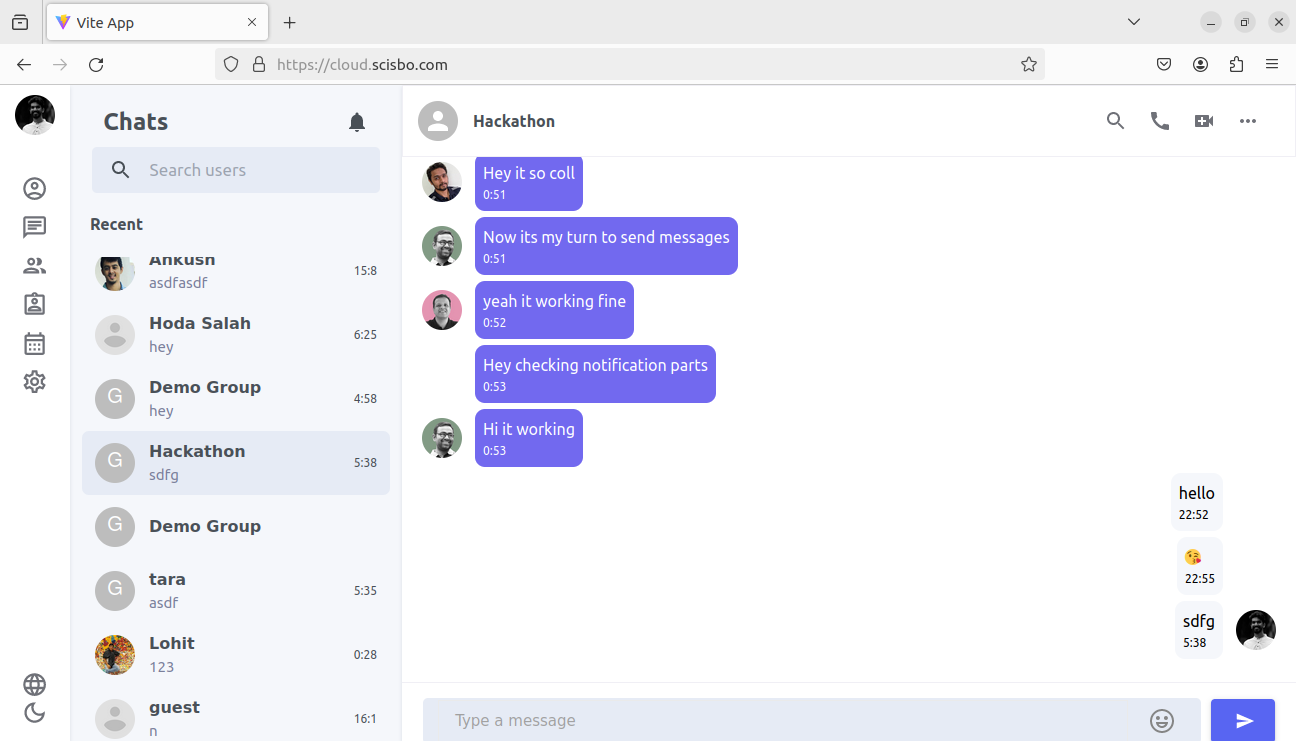 Vite App
https://cloud.scisbo.com
Chats
Search users
Recent
Ankush
15:8
asdfasdf
Hoda Salah
6:25
hey
G
Demo Group
4:58
hey
G
Hackathon
5:38
sdfg
G
Demo Group
G
tara
5:35
asdf
Lohit
0:28
123
guest
16:1
n
Hackathon
Hey it so coll
0:51
Now its my turn to send messages
0:51
yeah it working fine
0:52
Hey checking notification parts
0:53
Hi it working
0:53
hello
22:52
22:55
sdfg
5:38
Type a message